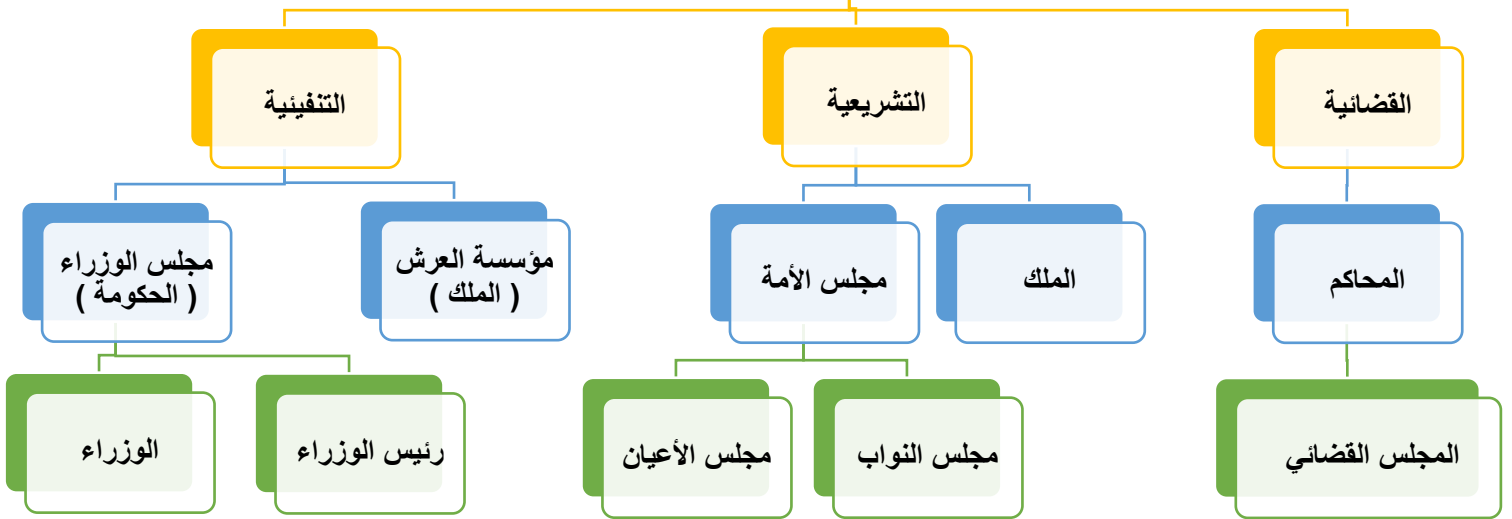 القضائية
التشريعية
التنفيئية
المحاكم
الملك
مجلس الأمة
مؤسسة العرش
( الملك )
مجلس الوزراء
( الحكومة )
المجلس القضائي
مجلس النواب
مجلس الأعيان
رئيس الوزراء
الوزراء